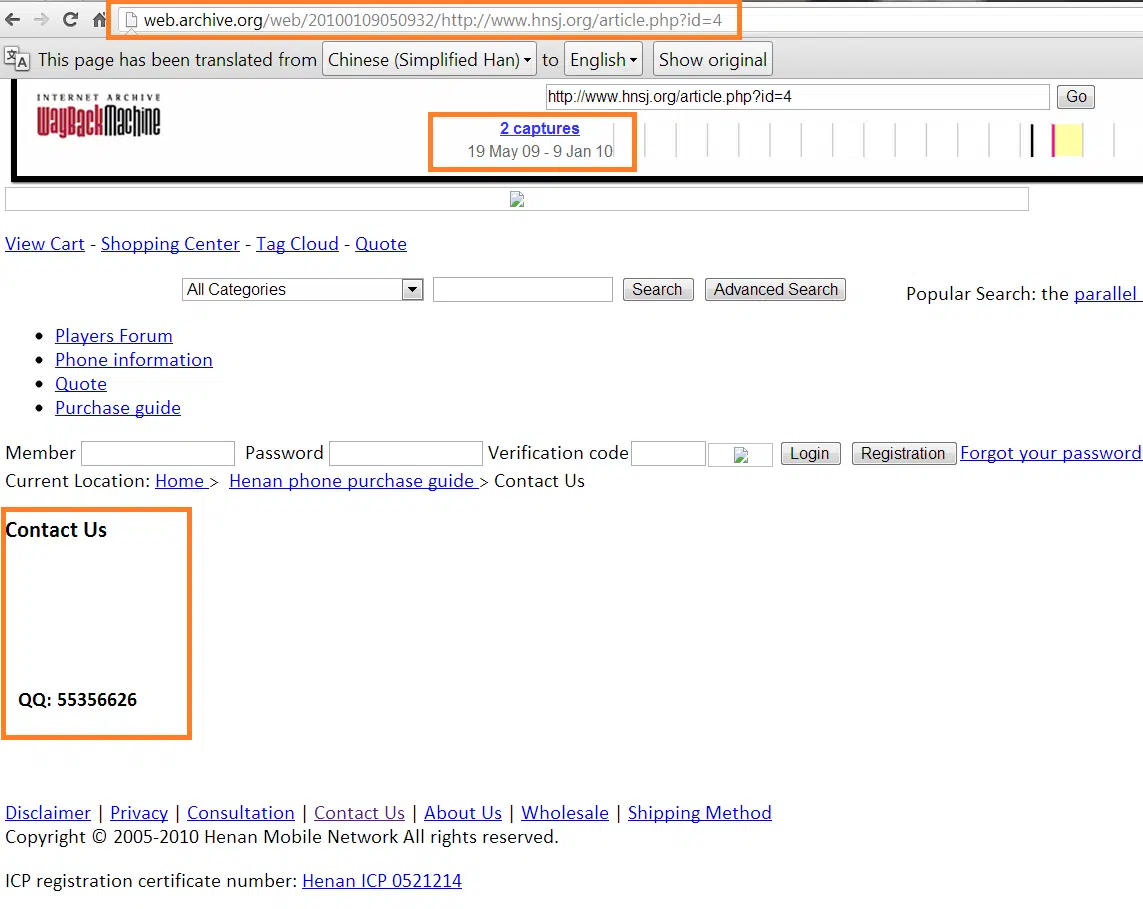 web.archive.org/web/20100109050932/http://www.hnsj.org/article.php?id=4
This page has been translated from Chinese (Simplified Han) to English Show original
INTERNET ARCHIVE
WayBackMachine
http://www.hnsj.org/article.php?id=4 Go
2 captures
19 May 09 - 9 Jan 10
View Cart - Shopping Center - Tag Cloud - Quote
All Categories Search Advanced Search Popular Search: the parallel
Players Forum
Phone information
Quote
Purchase guide
Member Password Verification code Login Registration Forgot your password
Current Location: Home > Henan phone purchase guide > Contact Us
Contact Us
QQ: 55356626
Disclaimer | Privacy | Consultation | Contact Us | About Us | Wholesale | Shipping Method
Copyright © 2005-2010 Henan Mobile Network All rights reserved.
ICP registration certificate number: Henan ICP 0521214